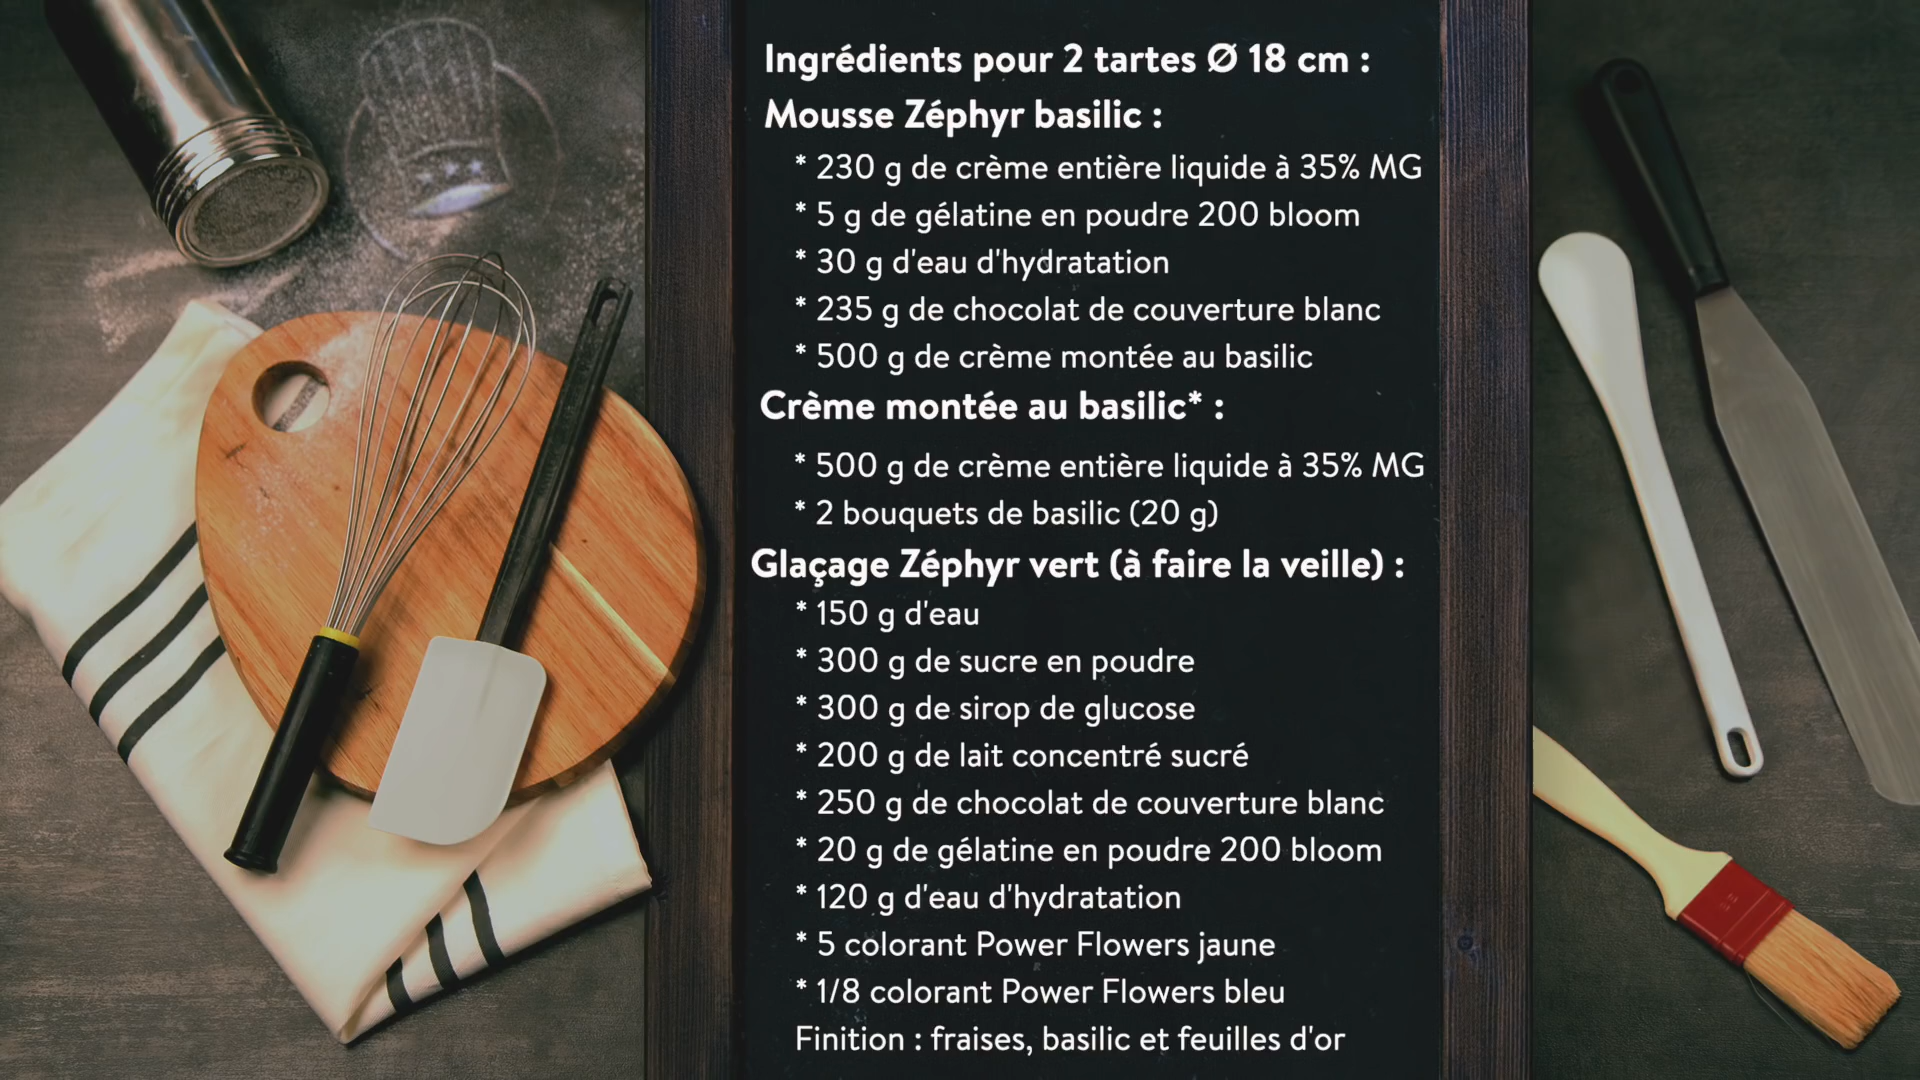 Ingrédients pour 2 tartes Ø 18 cm :
Mousse Zéphyr basilic :
* 230 g de crème entière liquide à 35% MG
* 5 g de gélatine en poudre 200 bloom
* 30 g d'eau d'hydratation
* 235 g de chocolat de couverture blanc
* 500 g de crème montée au basilic
Crème montée au basilic* :
* 500 g de crème entière liquide à 35% MG
* 2 bouquets de basilic (20 g)
Glaçage Zéphyr vert (à faire la veille) :
* 150 g d'eau
* 300 g de sucre en poudre
* 300 g de sirop de glucose
* 200 g de lait concentré sucré
* 250 g de chocolat de couverture blanc
* 20 g de gélatine en poudre 200 bloom
* 120 g d'eau d'hydratation
* 5 colorant Power Flowers jaune
* 1/8 colorant Power Flowers bleu
Finition : fraises, basilic et feuilles d'or